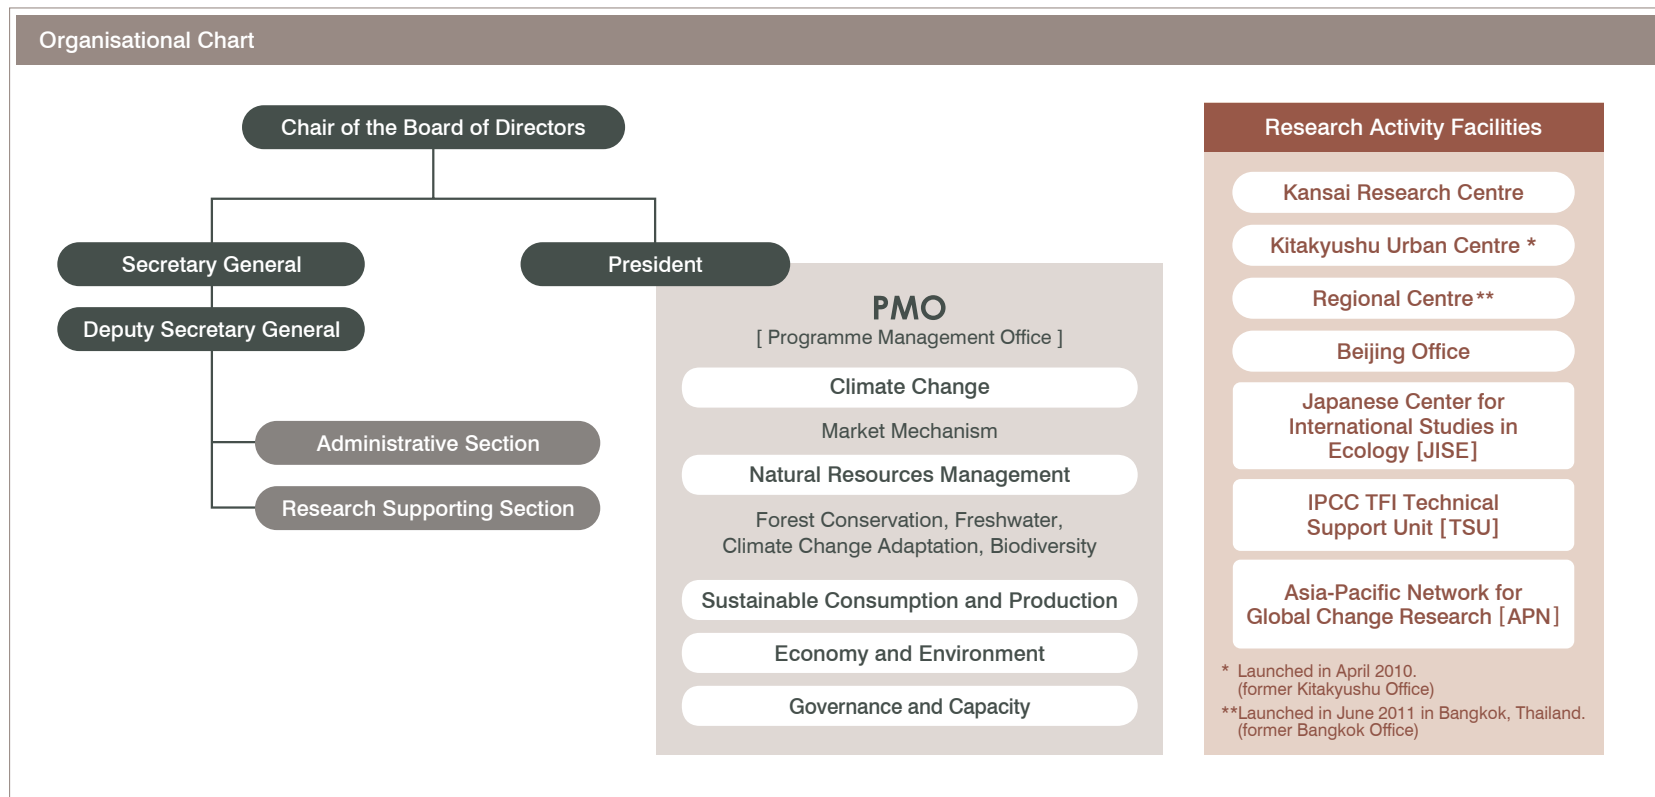 Organisational Chart
Chair of the Board of Directors
Secretary General
President
Deputy Secretary General
Administrative Section
Research Supporting Section
PMO
[ Programme Management Office ]
Climate Change
Market Mechanism
Natural Resources Management
Forest Conservation, Freshwater,
Climate Change Adaptation, Biodiversity
Sustainable Consumption and Production
Economy and Environment
Governance and Capacity
Research Activity Facilities
Kansai Research Centre
Kitakyushu Urban Centre *
Regional Centre**
Beijing Office
Japanese Center for
International Studies in
Ecology [JISE]
IPCC TFI Technical
Support Unit [TSU]
Asia-Pacific Network for
Global Change Research [APN]
* Launched in April 2010.
(former Kitakyushu Office)
**Launched in June 2011 in Bangkok, Thailand.
(former Bangkok Office)